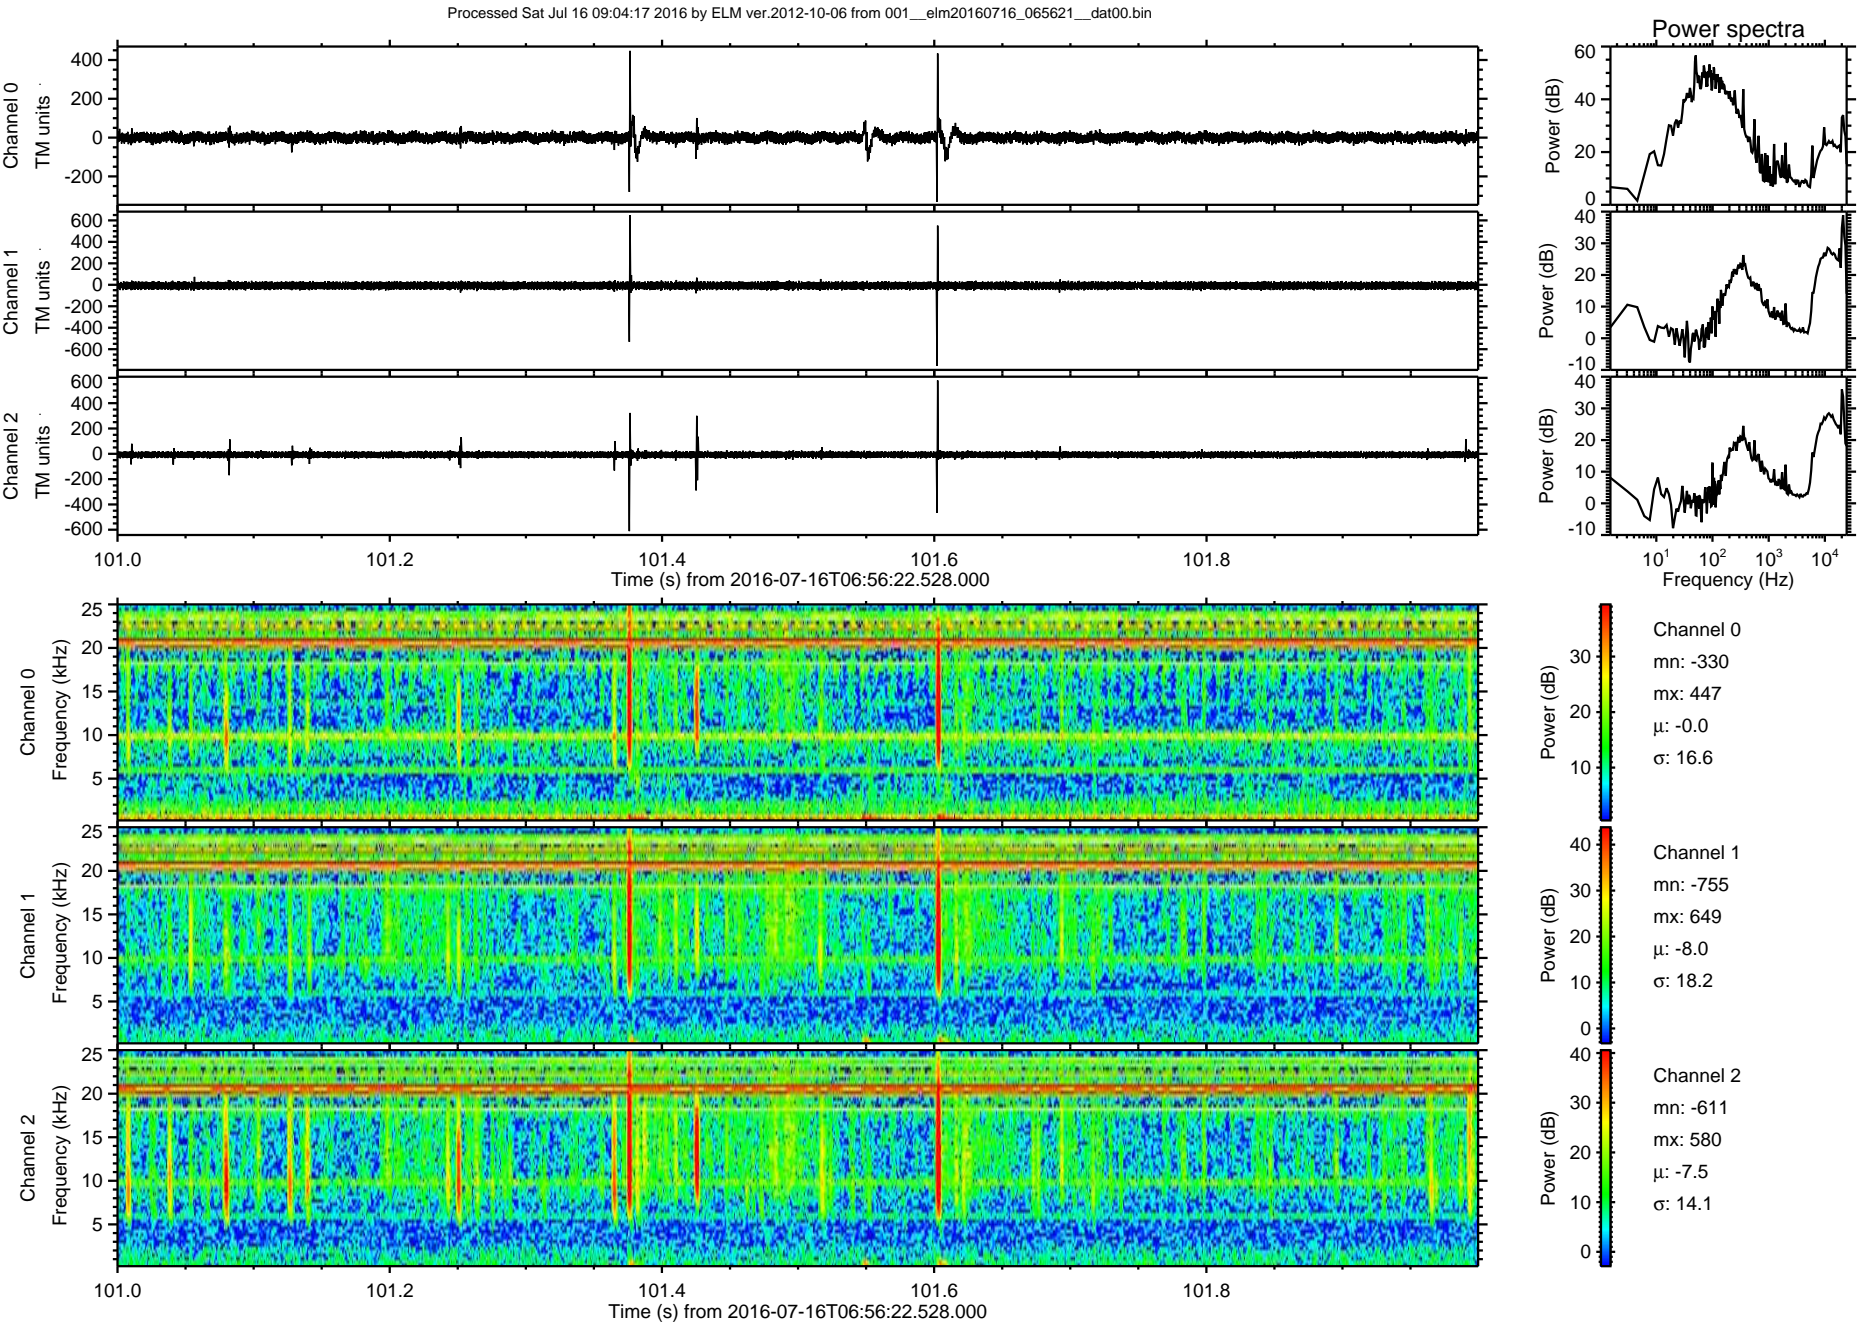 Processed Sat Jul 16 09:04:17 2016 by ELM ver.2012-10-06 from 001__elm20160716_065621__dat00.bin
Power spectra
Channel 0
TM units
400
200
0
-200
Power (dB)
60
40
20
0
Channel 1
TM units
600
400
200
0
-200
-400
-600
Power (dB)
40
30
20
10
0
-10
Channel 2
TM units
600
400
200
0
-200
-400
-600
Power (dB)
40
30
20
10
0
-10
101.0 101.2 101.4 101.6 101.8
Time (s) from 2016-07-16T06:56:22.528.000
10¹ 10² 10³ 10⁴
Frequency (Hz)
Channel 0
Frequency (kHz)
25
20
15
10
5
Power (dB)
30
20
10
Channel 0
mn: -330
mx: 447
μ: -0.0
σ: 16.6
Channel 1
Frequency (kHz)
25
20
15
10
5
Power (dB)
40
30
20
10
0
Channel 1
mn: -755
mx: 649
μ: -8.0
σ: 18.2
Channel 2
Frequency (kHz)
25
20
15
10
5
Power (dB)
40
30
20
10
0
Channel 2
mn: -611
mx: 580
μ: -7.5
σ: 14.1
101.0 101.2 101.4 101.6 101.8
Time (s) from 2016-07-16T06:56:22.528.000